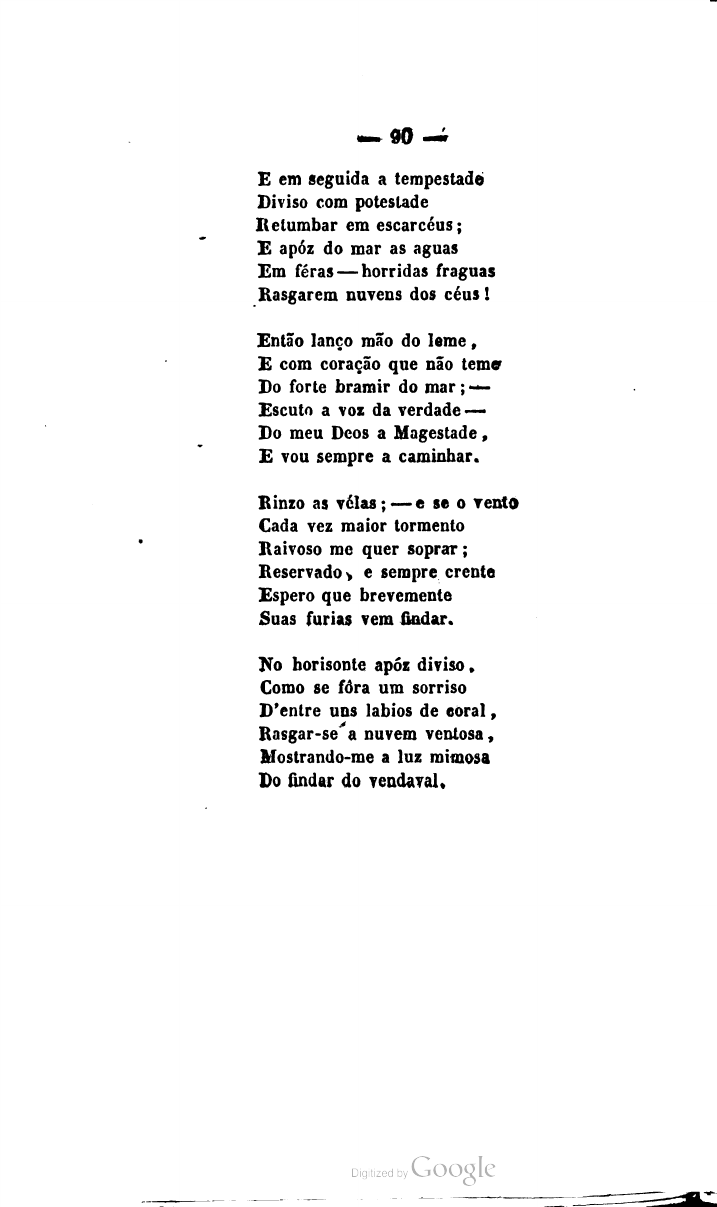 — 90 —
E em seguida a tempestade
Diviso com potestade
Retumbar em escarcéus;
E apóz do mar as aguas
Em féras—horridas fraguas
Rasgarem nuvens dos céus!
Então lanço mão do leme,
E com coração que não teme
Do forte bramir do mar;—
Escuto a voz da verdade—
Do meu Deos a Magestade,
E vou sempre a caminhar.
Rinzo as vélas;—e se o vento
Cada vez maior tormento
Raivoso me quer soprar;
Reservado, e sempre crente
Espero que brevemente
Suas furias vem findar.
No horisonte apóz diviso,
Como se fôra um sorriso
D'entre uns labios de coral,
Rasgar-se a nuvem ventosa,
Mostrando-me a luz mimosa
Do findar do vendaval.
Digitized by Google